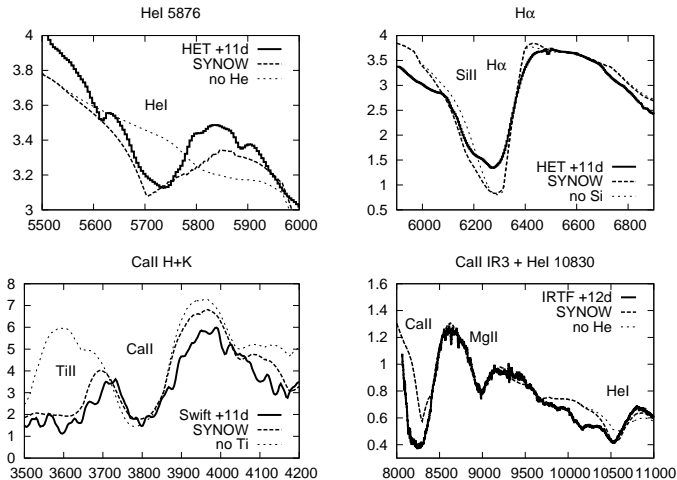 HeI 5876
4
3.8
3.6
3.4
3.2
3
5500 5600 5700 5800 5900 6000
HeI
HET +11d
SYNOW
no He
Hα
4
3.5
3
2.5
2
1.5
1
0.5
6000 6200 6400 6600 6800
SiII
Hα
HET +11d
SYNOW
no Si
CaII H+K
8
7
6
5
4
3
2
1
0
3500 3600 3700 3800 3900 4000 4100 4200
TiII
CaII
Swift +11d
SYNOW
no Ti
CaII IR3 + HeI 10830
1.6
1.4
1.2
1
0.8
0.6
0.4
8000 8500 9000 9500 10000 10500 11000
CaII
MgII
HeI
IRTF +12d
SYNOW
no He